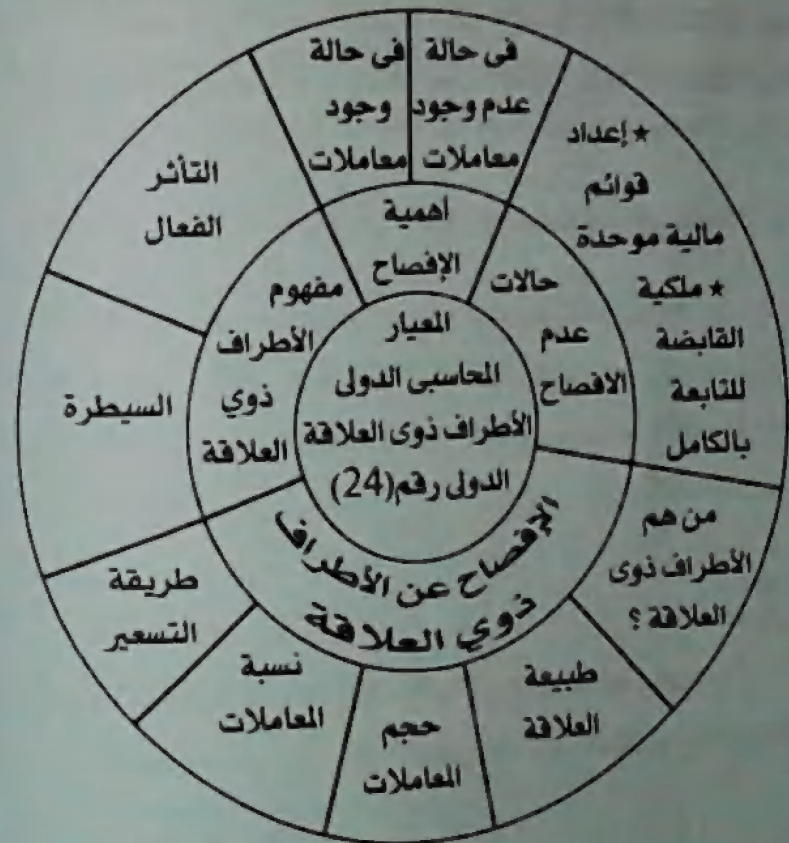 المعيار
المحاسبى الدولى
الأطراف ذوى العلاقة
الدولى رقم(24)
أهمية
الإفصاح
فى حالة
عدم وجود
معاملات
فى حالة
وجود
معاملات
حالات
عدم
الافصاح
★إعداد
قوائم
مالية موحدة
★ملكية
القابضة
للتابعة
بالكامل
الإفصاح عن الأطراف
ذوي العلاقة
من هم
الأطراف ذوى
العلاقة ؟
طبيعة
العلاقة
حجم
المعاملات
نسبة
المعاملات
طريقة
التسعير
مفهوم
الأطراف
ذوي
العلاقة
السيطرة
التأثر
الفعال